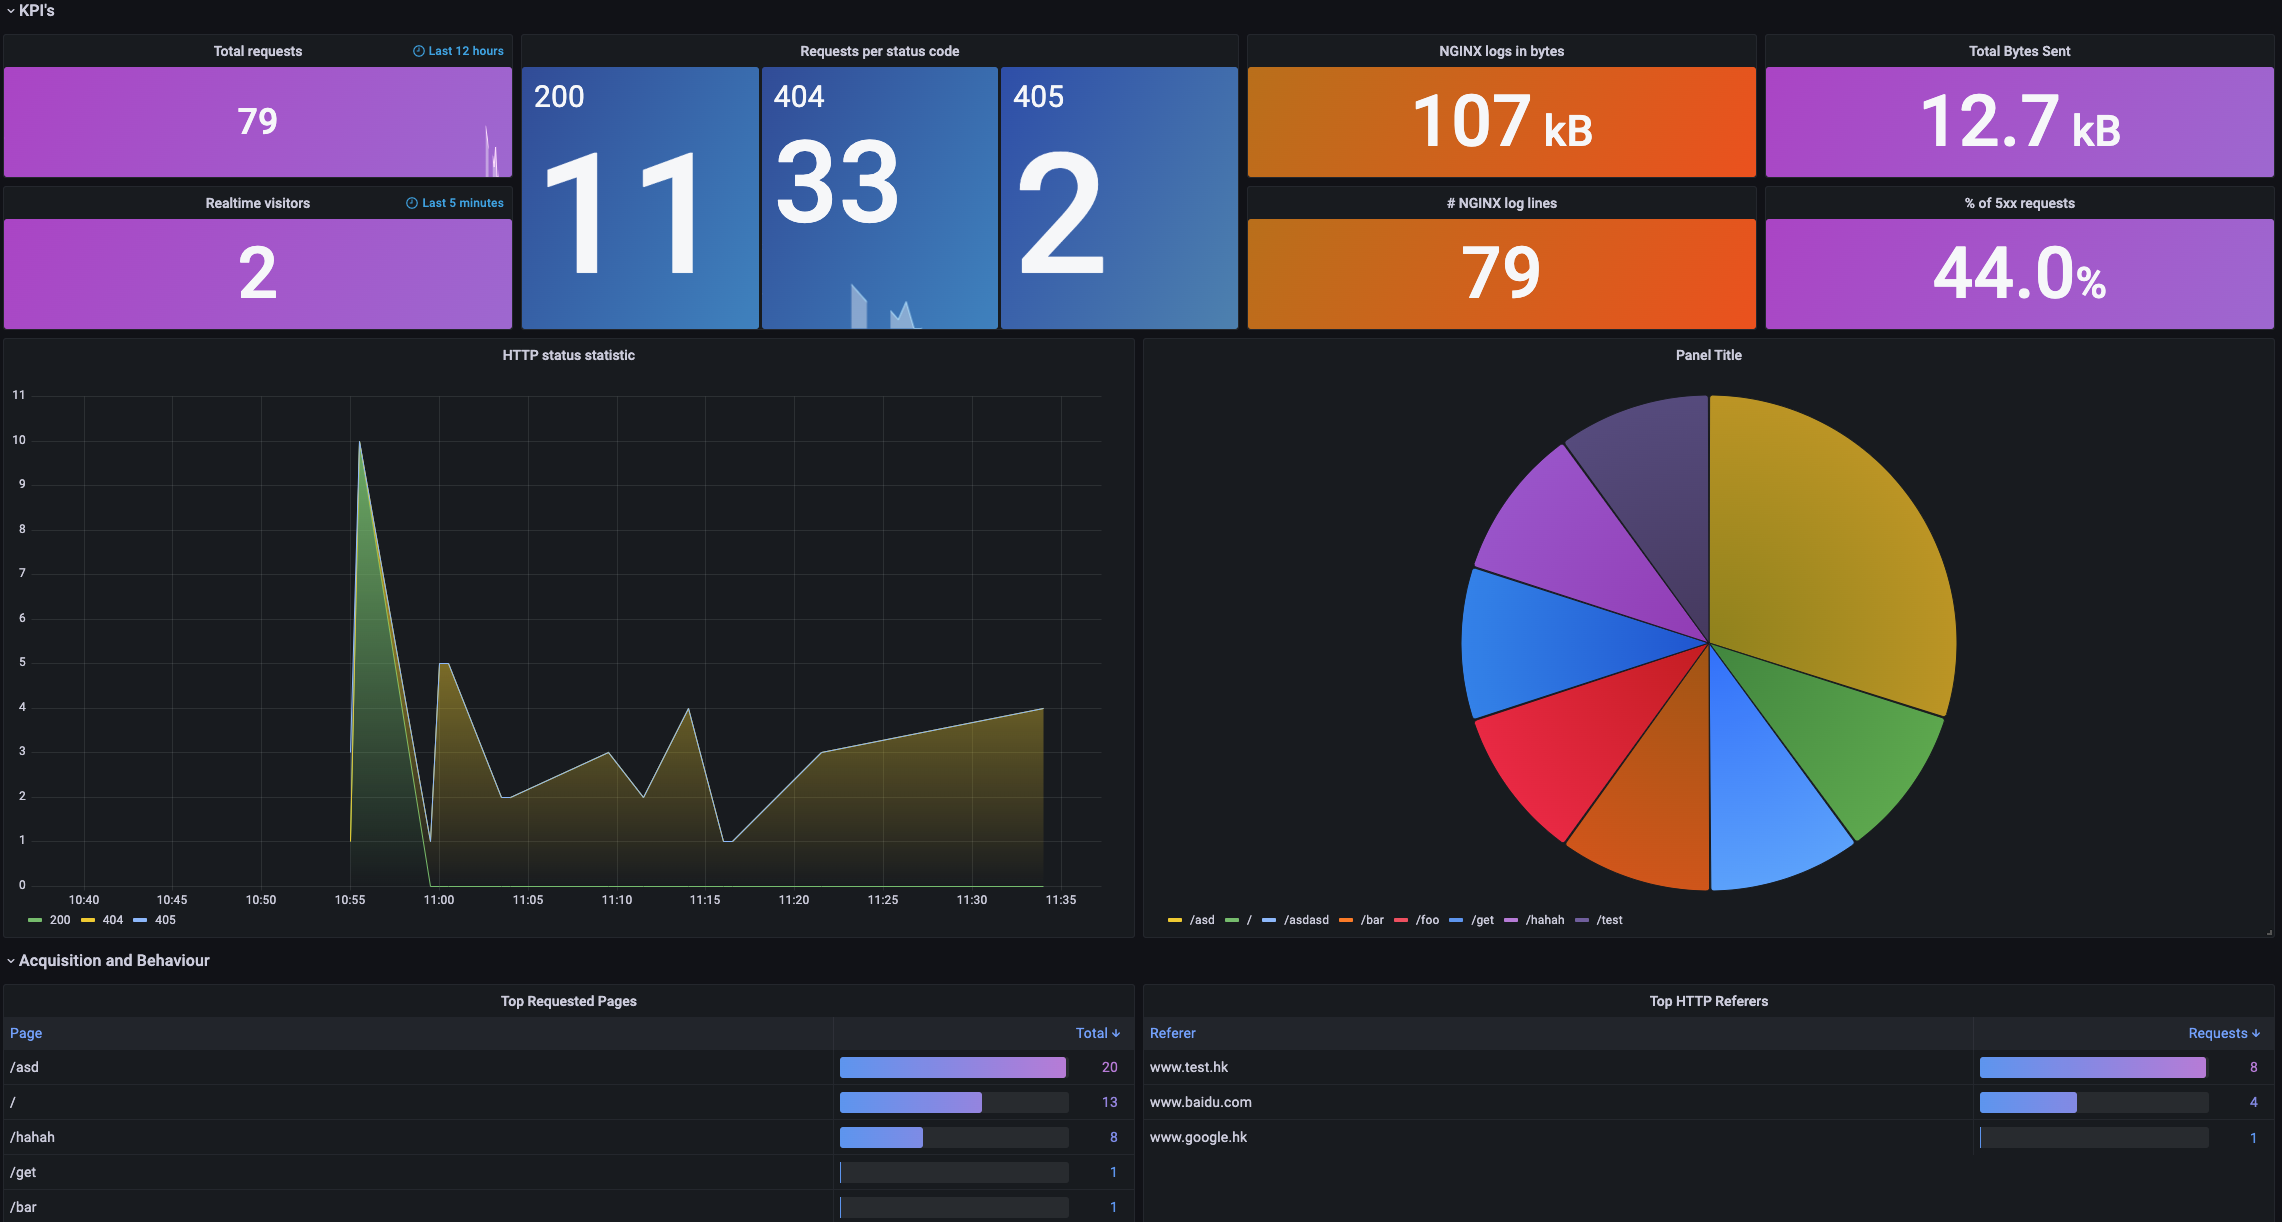 KPI's
Total requests
Last 12 hours
79
Realtime visitors
Last 5 minutes
2
Requests per status code
200
11
404
33
405
2
NGINX logs in bytes
107 kB
Total Bytes Sent
12.7 kB
# NGINX log lines
79
% of 5xx requests
44.0%
HTTP status statistic
11
10
9
8
7
6
5
4
3
2
1
0
10:40 10:45 10:50 10:55 11:00 11:05 11:10 11:15 11:20 11:25 11:30 11:35
200 404 405
Panel Title
/asd / /asdasd /bar /foo /get /hahah /test
Acquisition and Behaviour
Top Requested Pages
Page Total
/asd 20
/ 13
/hahah 8
/get 1
/bar 1
Top HTTP Referers
Referer Requests
www.test.hk 8
www.baidu.com 4
www.google.hk 1